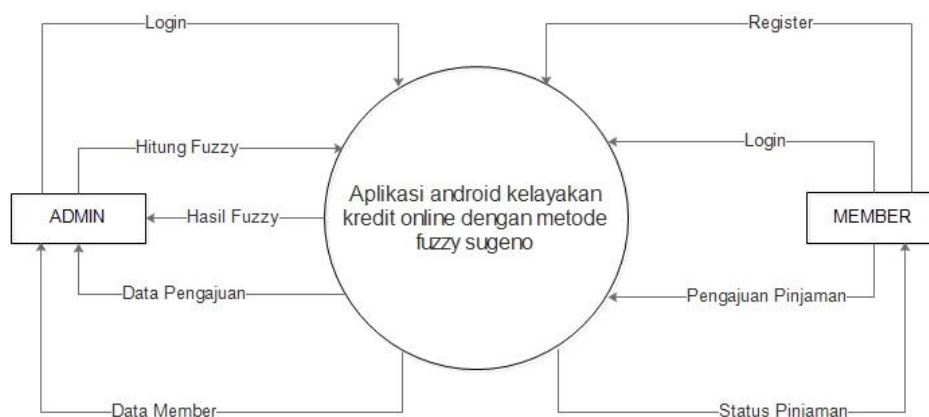 Login
Register
Hitung Fuzzy
Login
Aplikasi android kelayakan
kredit online dengan metode
fuzzy sugeno
ADMIN
Hasil Fuzzy
MEMBER
Data Pengajuan
Pengajuan Pinjaman
Data Member
Status Pinjaman